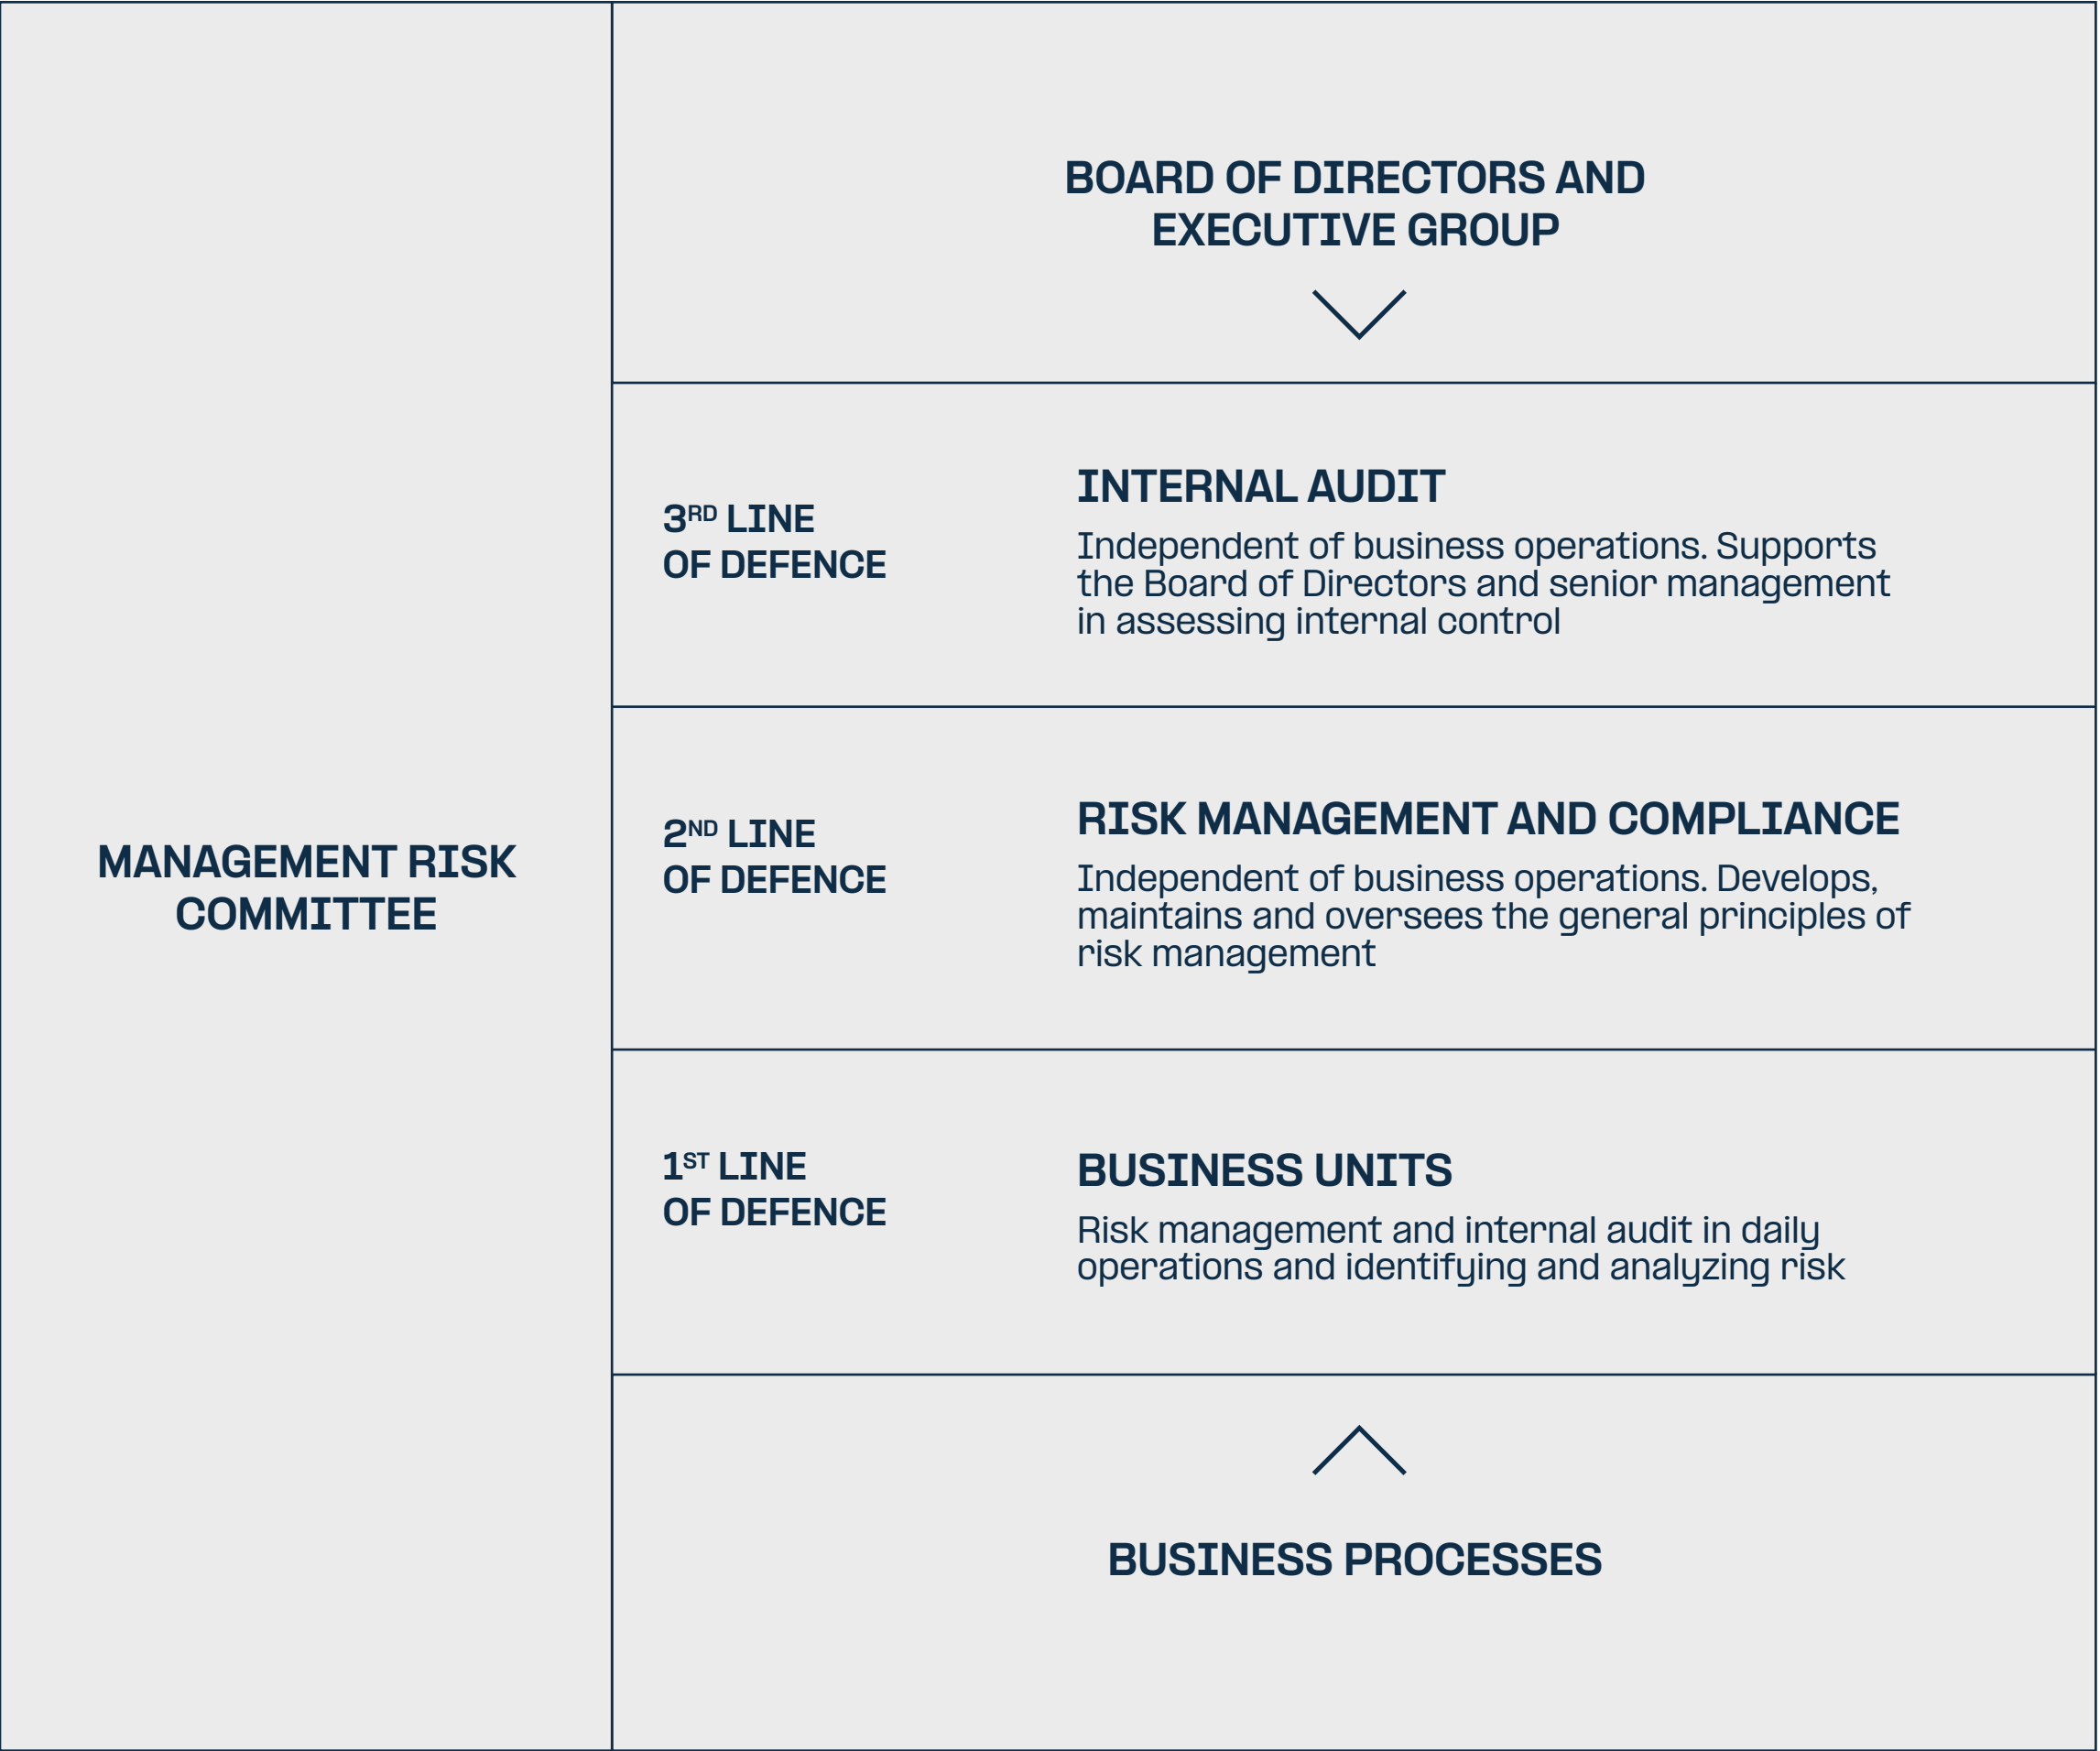 MANAGEMENT RISK
COMMITTEE
BOARD OF DIRECTORS AND
EXECUTIVE GROUP
3RD LINE
OF DEFENCE
INTERNAL AUDIT
Independent of business operations. Supports
the Board of Directors and senior management
in assessing internal control
2ND LINE
OF DEFENCE
RISK MANAGEMENT AND COMPLIANCE
Independent of business operations. Develops,
maintains and oversees the general principles of
risk management
1ST LINE
OF DEFENCE
BUSINESS UNITS
Risk management and internal audit in daily
operations and identifying and analyzing risk
BUSINESS PROCESSES